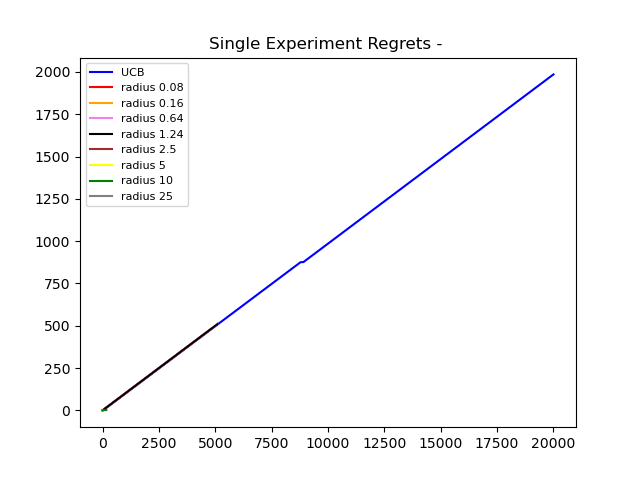 Single Experiment Regrets -
2000
1750
1500
1250
1000
750
500
250
0
UCB
radius 0.08
radius 0.16
radius 0.64
radius 1.24
radius 2.5
radius 5
radius 10
radius 25
0 2500 5000 7500 10000 12500 15000 17500 20000